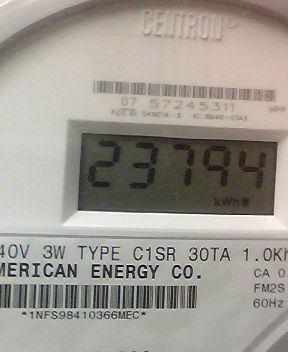 CENTRON
07 57245311
23794
kWh
40V 3W TYPE C1SR 30TA 1.0Kh
MERICAN ENERGY CO.
CA 0
FM2S
60Hz
*1NFS98410366MEC*